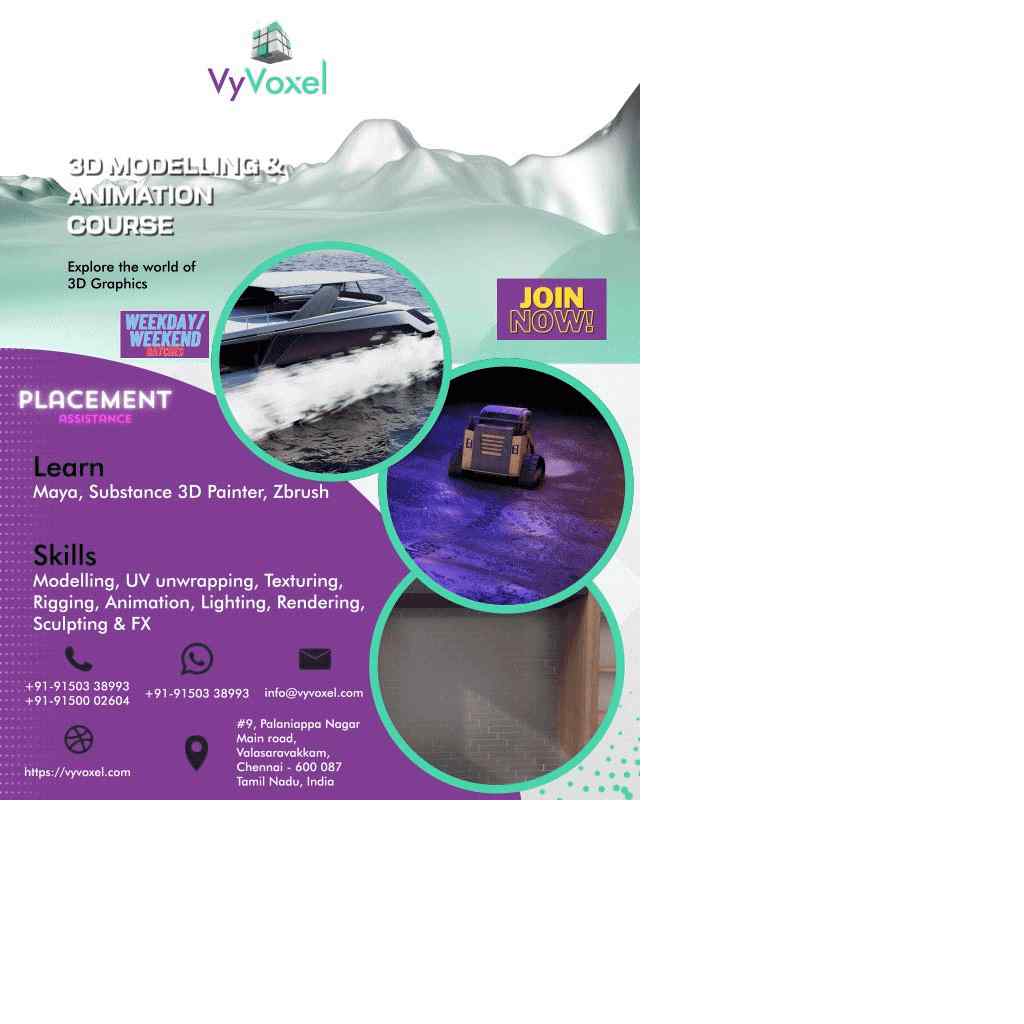 VyVoxel
3D MODELLING &
ANIMATION
COURSE
Explore the world of
3D Graphics
WEEKDAY/
WEEKEND
BATCHES
JOIN
NOW!
PLACEMENT
ASSISTANCE
Learn
Maya, Substance 3D Painter, Zbrush
Skills
Modelling, UV unwrapping, Texturing,
Rigging, Animation, Lighting, Rendering,
Sculpting & FX
+91-91503 38993
+91-91500 02604
+91-91503 38993
info@vyvoxel.com
https://vyvoxel.com
#9, Palaniappa Nagar
Main road,
Valasaravakkam,
Chennai - 600 087
Tamil Nadu, India